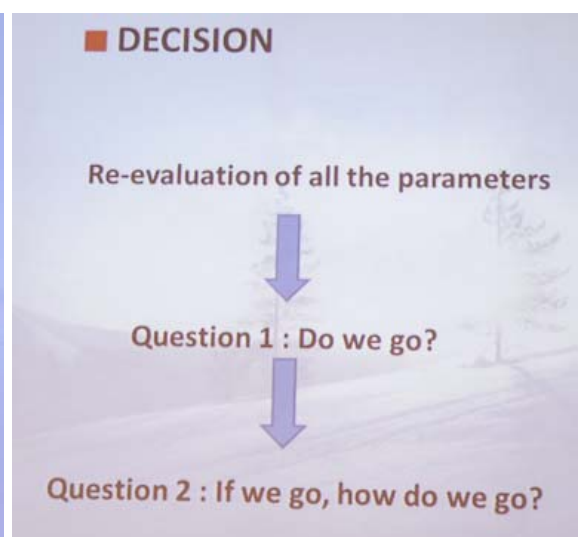 DECISION
Re-evaluation of all the parameters
Question 1 : Do we go?
Question 2 : If we go, how do we go?